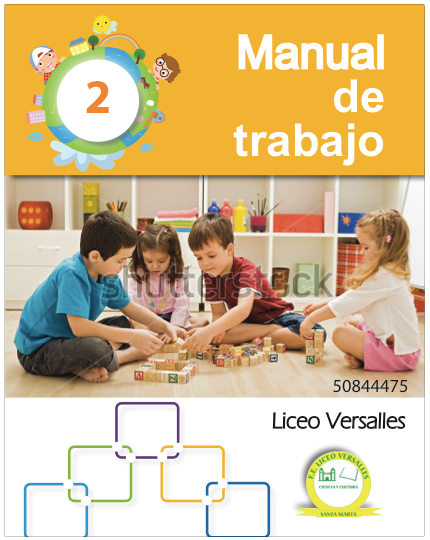 2
Manual
de
trabajo
shutterstock
50844475
Liceo Versalles
I.E. LICEO VERSALLES
CIENCIA Y CULTURA
SANTA MARTA